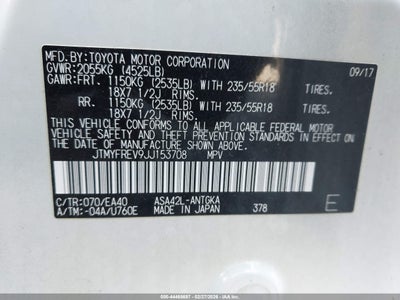 MFD.BY:TOYOTA MOTOR CORPORATION 09/17
GVWR:2055KG (4525LB)
GAWR:FRT. 1150KG (2535LB) WITH 235/55R18 TIRES.
18X7 1/2J RIMS.
RR. 1150KG (2535LB) WITH 235/55R18 TIRES.
18X7 1/2J RIMS.
THIS VEHICLE CONFORMS TO ALL APPLICABLE FEDERAL MOTOR
VEHICLE SAFETY, BUMPER, AND THEFT PREVENTION STANDARDS IN
EFFECT ON THE DATE OF MANUFACTURE SHOWN ABOVE.
JTMYFREV9JJ153708 MPV
C/TR:070/EA40 ASA42L-ANTGKA
A/TM:-04A/U760E MADE IN JAPAN 378 E